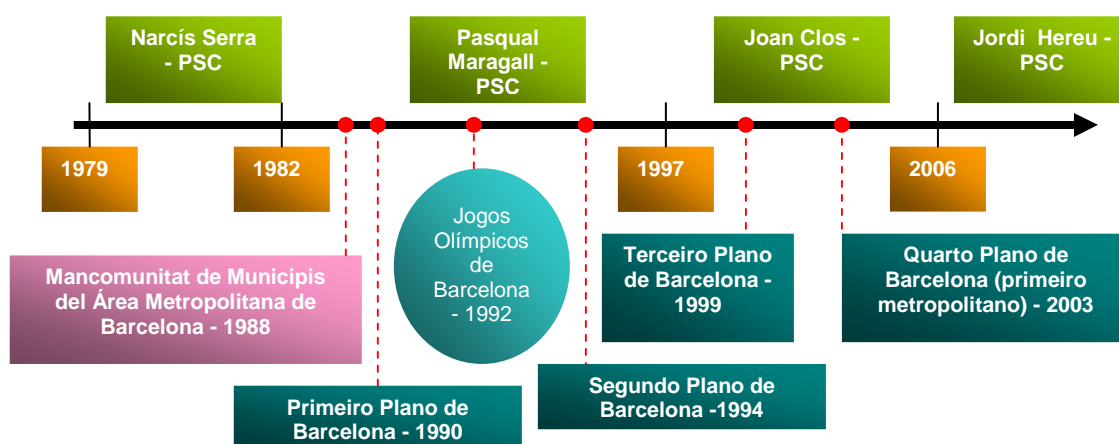 Narcís Serra
- PSC
Pasqual
Maragall -
PSC
Joan Clos -
PSC
Jordi  Hereu -
PSC
1979
1982
1997
2006
Mancomunitat de Municipis
del Área Metropolitana de
Barcelona - 1988
Jogos
Olímpicos
de
Barcelona
- 1992
Terceiro Plano
de Barcelona -
1999
Quarto Plano de
Barcelona (primeiro
metropolitano) - 2003
Primeiro Plano de
Barcelona - 1990
Segundo Plano de
Barcelona -1994